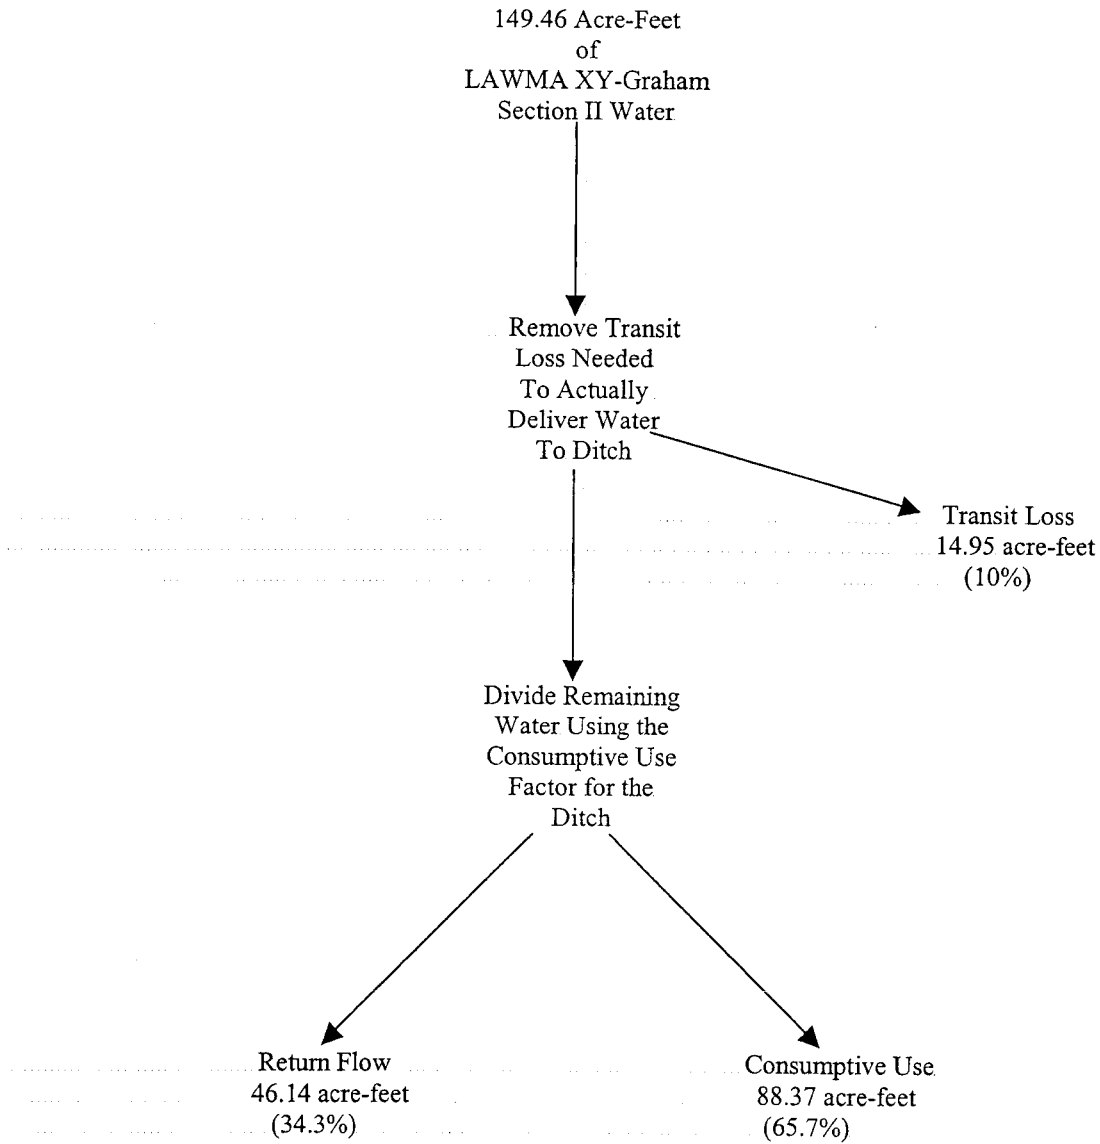 149.46 Acre-Feet
of
LAWMA XY-Graham
Section II Water
Remove Transit
Loss Needed
To Actually
Deliver Water
To Ditch
Transit Loss
14.95 acre-feet
(10%)
Divide Remaining
Water Using the
Consumptive Use
Factor for the
Ditch
Return Flow
46.14 acre-feet
(34.3%)
Consumptive Use
88.37 acre-feet
(65.7%)